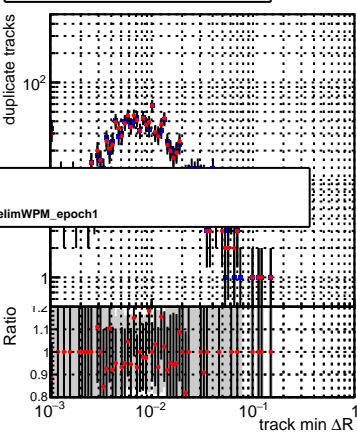 duplicate tracks
10²
elimWPM_epoch1
1
Ratio
1.2
1.1
1
0.9
0.8
10⁻³
10⁻²
10⁻¹
1
track min ΔR